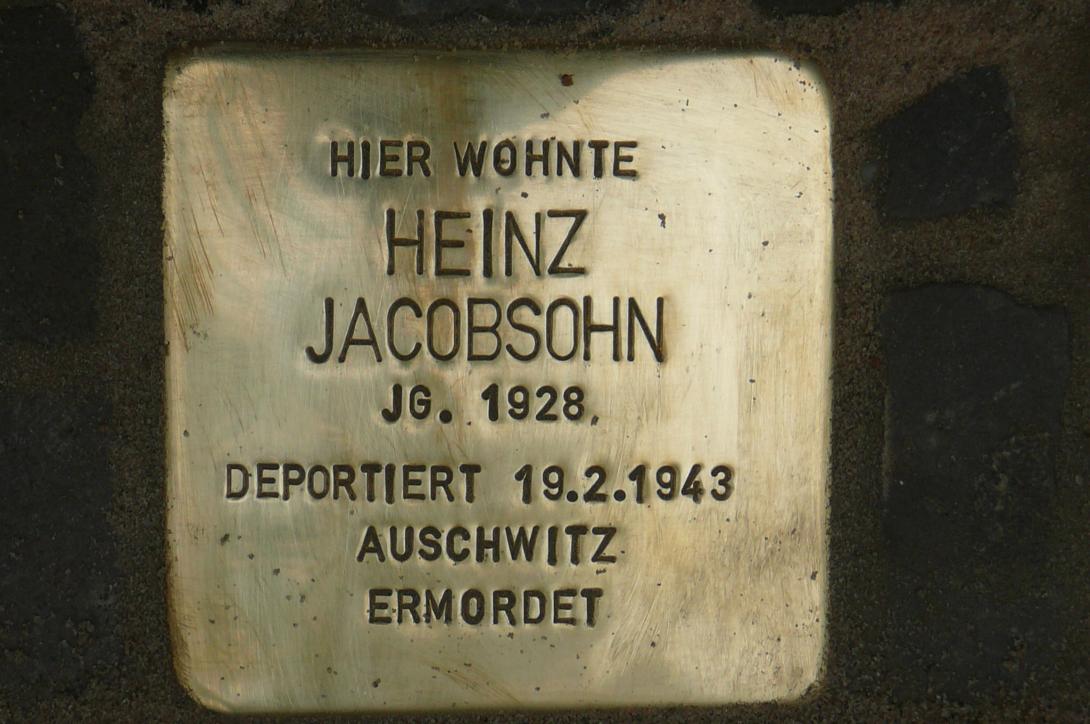 HIER WOHNTE
HEINZ
JACOBSOHN
JG. 1928
DEPORTIERT 19.2.1943
AUSCHWITZ
ERMORDET